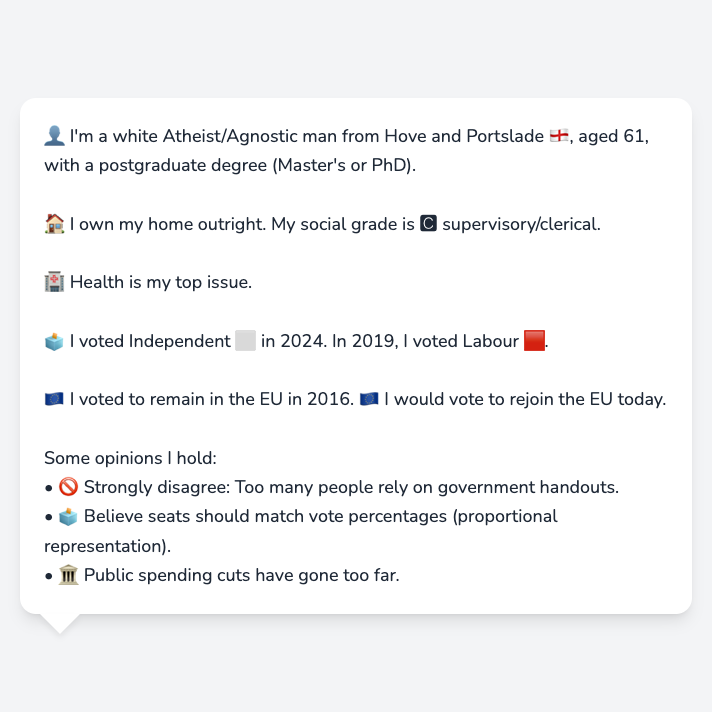 👤 I'm a white Atheist/Agnostic man from Hove and Portslade 🏴󠁧󠁢󠁥󠁮󠁧󠁿, aged 61,
with a postgraduate degree (Master's or PhD).
🏠 I own my home outright. My social grade is 🅲 supervisory/clerical.
🏥 Health is my top issue.
🗳️ I voted Independent ⬜ in 2024. In 2019, I voted Labour 🟥.
🇪🇺 I voted to remain in the EU in 2016. 🇪🇺 I would vote to rejoin the EU today.
Some opinions I hold:
• 🚫 Strongly disagree: Too many people rely on government handouts.
• 🗳️ Believe seats should match vote percentages (proportional
representation).
• 🏛️ Public spending cuts have gone too far.